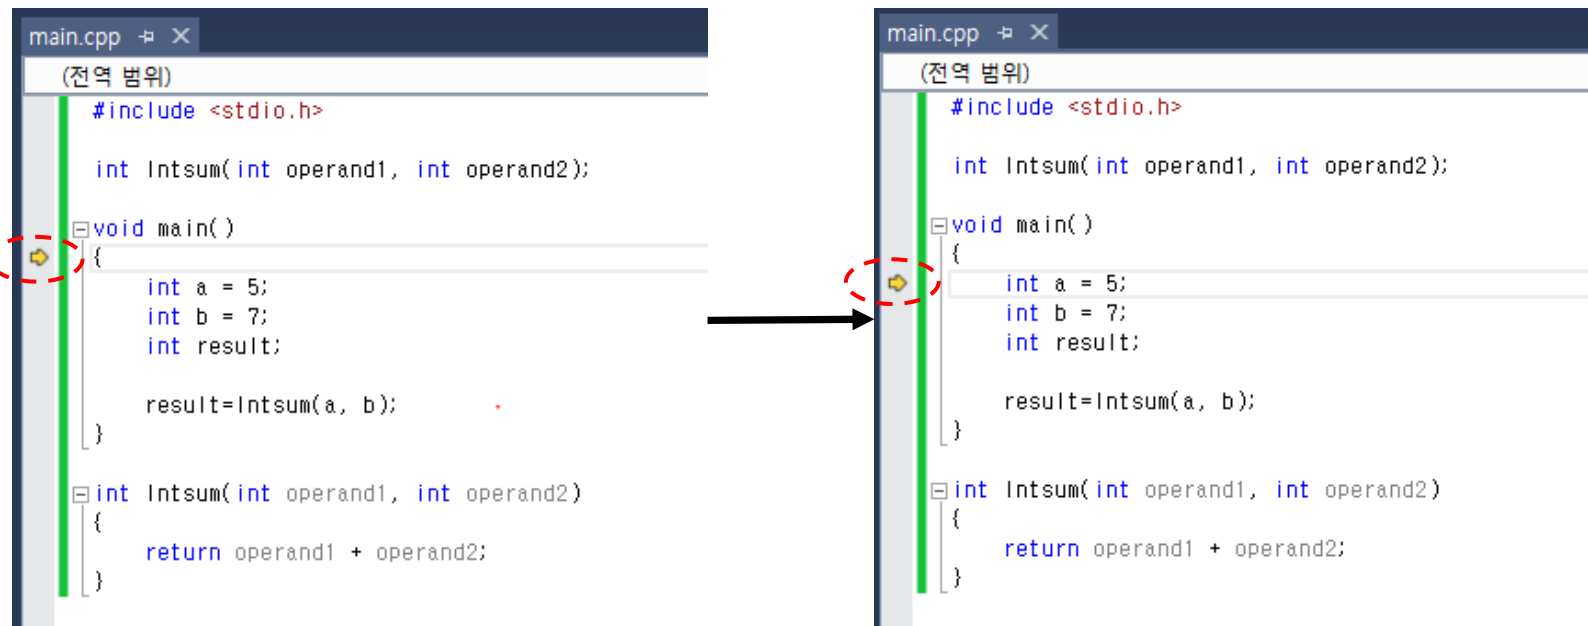 main.cpp
(전역 범위)
#include <stdio.h>
int Intsum(int operand1, int operand2);
void main()
{
int a = 5;
int b = 7;
int result;
result=Intsum(a, b);
}
int Intsum(int operand1, int operand2)
{
return operand1 + operand2;
}
main.cpp
(전역 범위)
#include <stdio.h>
int Intsum(int operand1, int operand2);
void main()
{
int a = 5;
int b = 7;
int result;
result=Intsum(a, b);
}
int Intsum(int operand1, int operand2)
{
return operand1 + operand2;
}